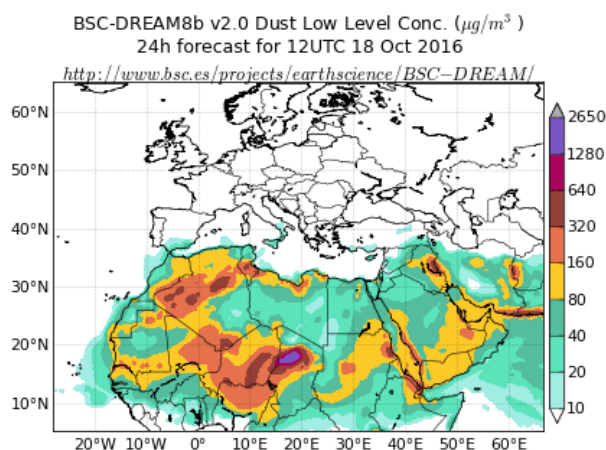 BSC-DREAM8b v2.0 Dust Low Level Conc. (μg/m³ )
24h forecast for 12UTC 18 Oct 2016
http://www.bsc.es/projects/earthscience/BSC−DREAM/
60°N
50°N
40°N
30°N
20°N
10°N
20°W 10°W 0° 10°E 20°E 30°E 40°E 50°E 60°E
2650
1280
640
320
160
80
40
20
10